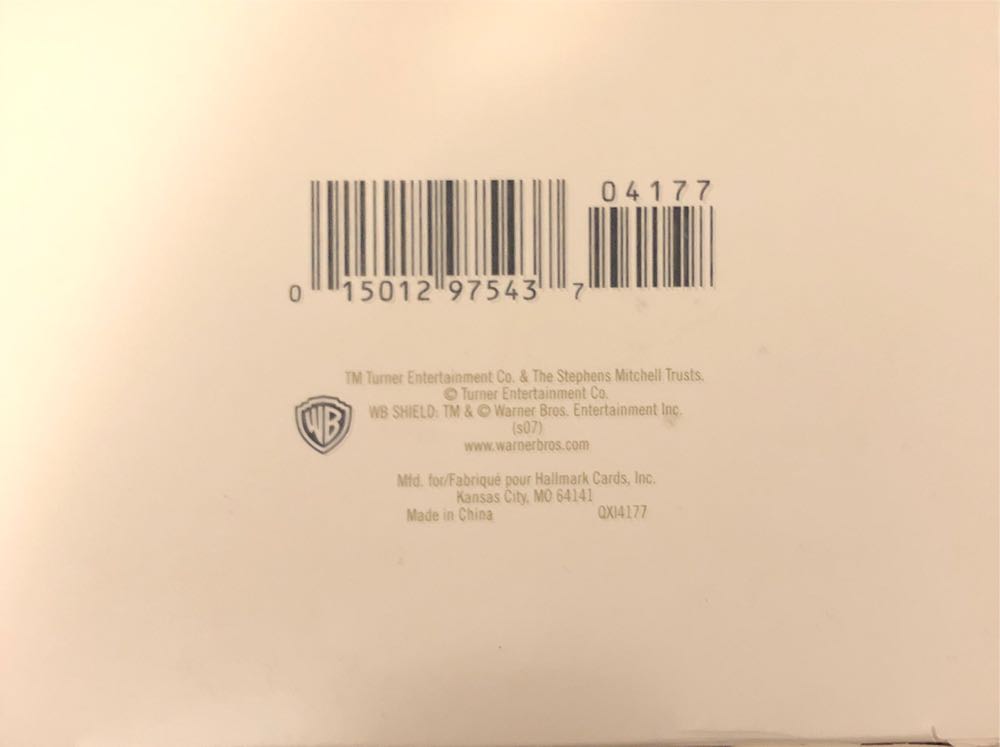 04177
0 15012 97543 7
TM Turner Entertainment Co. & The Stephens Mitchell Trusts.
© Turner Entertainment Co.
WB SHIELD: TM & © Warner Bros. Entertainment Inc.
(s07)
WB
www.warnerbros.com
Mfd. for/Fabriqué pour Hallmark Cards, Inc.
Kansas City, MO 64141
Made in China QXI4177